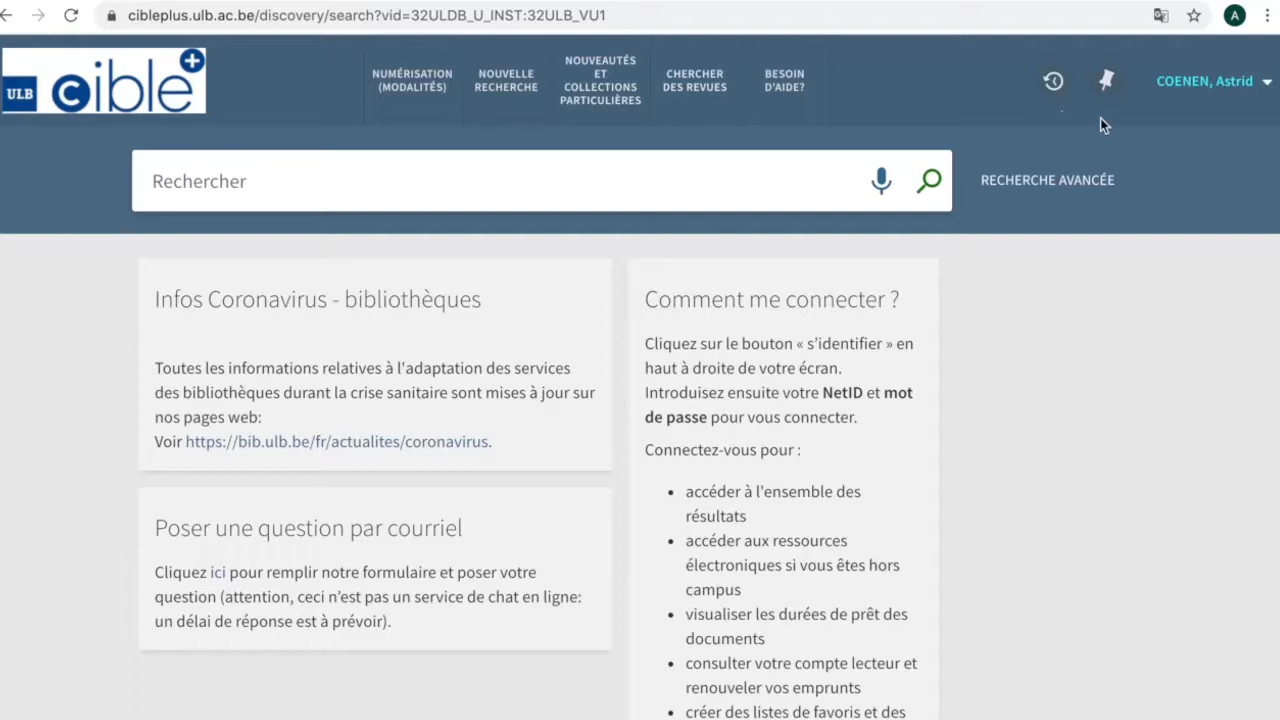 cibleplus.ulb.ac.be/discovery/search?vid=32ULDB_U_INST:32ULB_VU1
A
ULB cible+
NUMÉRISATION
(MODALITÉS)
NOUVELLE
RECHERCHE
NOUVEAUTÉS
ET
COLLECTIONS
PARTICULIÈRES
CHERCHER
DES REVUES
BESOIN
D'AIDE?
COENEN, Astrid
Rechercher
RECHERCHE AVANCÉE
Infos Coronavirus - bibliothèques
Toutes les informations relatives à l'adaptation des services
des bibliothèques durant la crise sanitaire sont mises à jour sur
nos pages web:
Voir https://bib.ulb.be/fr/actualites/coronavirus.
Poser une question par courriel
Cliquez ici pour remplir notre formulaire et poser votre
question (attention, ceci n'est pas un service de chat en ligne:
un délai de réponse est à prévoir).
Comment me connecter ?
Cliquez sur le bouton « s'identifier » en
haut à droite de votre écran.
Introduisez ensuite votre NetID et mot
de passe pour vous connecter.
Connectez-vous pour :
• accéder à l'ensemble des
résultats
• accéder aux ressources
électroniques si vous êtes hors
campus
• visualiser les durées de prêt des
documents
• consulter votre compte lecteur et
renouveler vos emprunts
• créer des listes de favoris et des